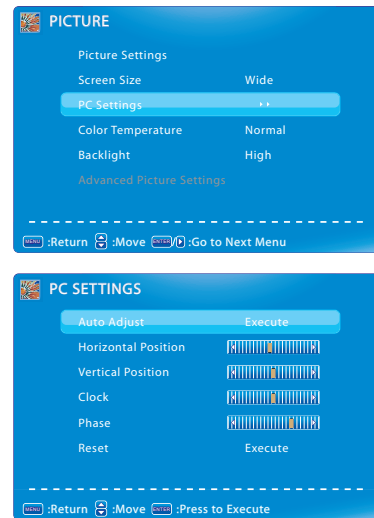 PICTURE
Picture Settings
Screen Size Wide
PC Settings
Color Temperature Normal
Backlight High
Advanced Picture Settings
MENU :Return :Move ENTER/ :Go to Next Menu
PC SETTINGS
Auto Adjust Execute
Horizontal Position
Vertical Position
Clock
Phase
Reset Execute
MENU :Return :Move ENTER :Press to Execute